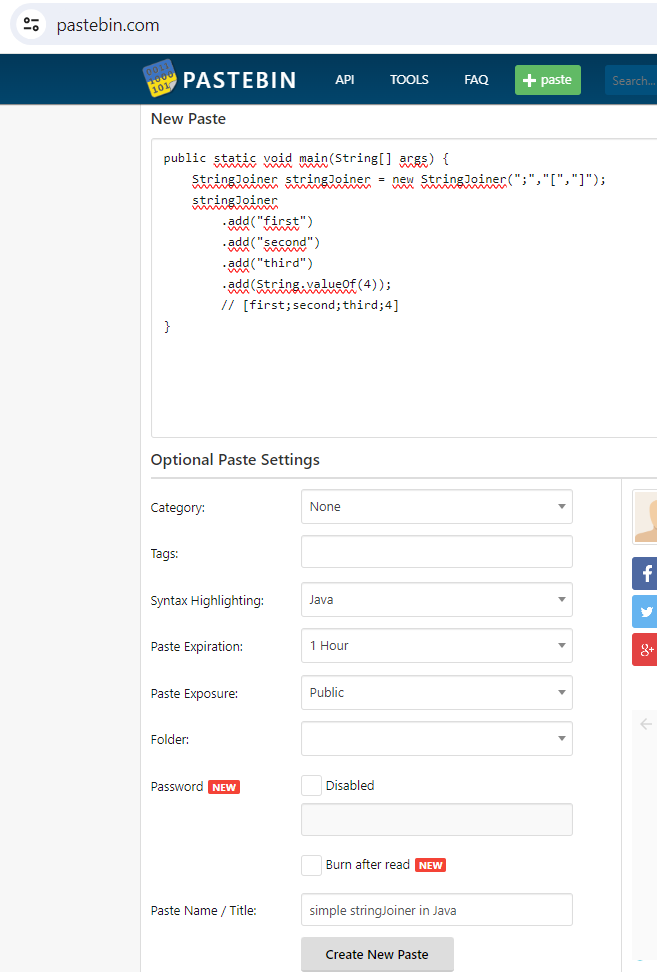 pastebin.com
PASTEBIN API TOOLS FAQ + paste Search...
New Paste
public static void main(String[] args) {
    StringJoiner stringJoiner = new StringJoiner(";","[","]");
    stringJoiner
        .add("first")
        .add("second")
        .add("third")
        .add(String.valueOf(4));
        // [first;second;third;4]
}
Optional Paste Settings
Category: None
Tags:
Syntax Highlighting: Java
Paste Expiration: 1 Hour
Paste Exposure: Public
Folder:
Password NEW Disabled
Burn after read NEW
Paste Name / Title: simple stringJoiner in Java
Create New Paste